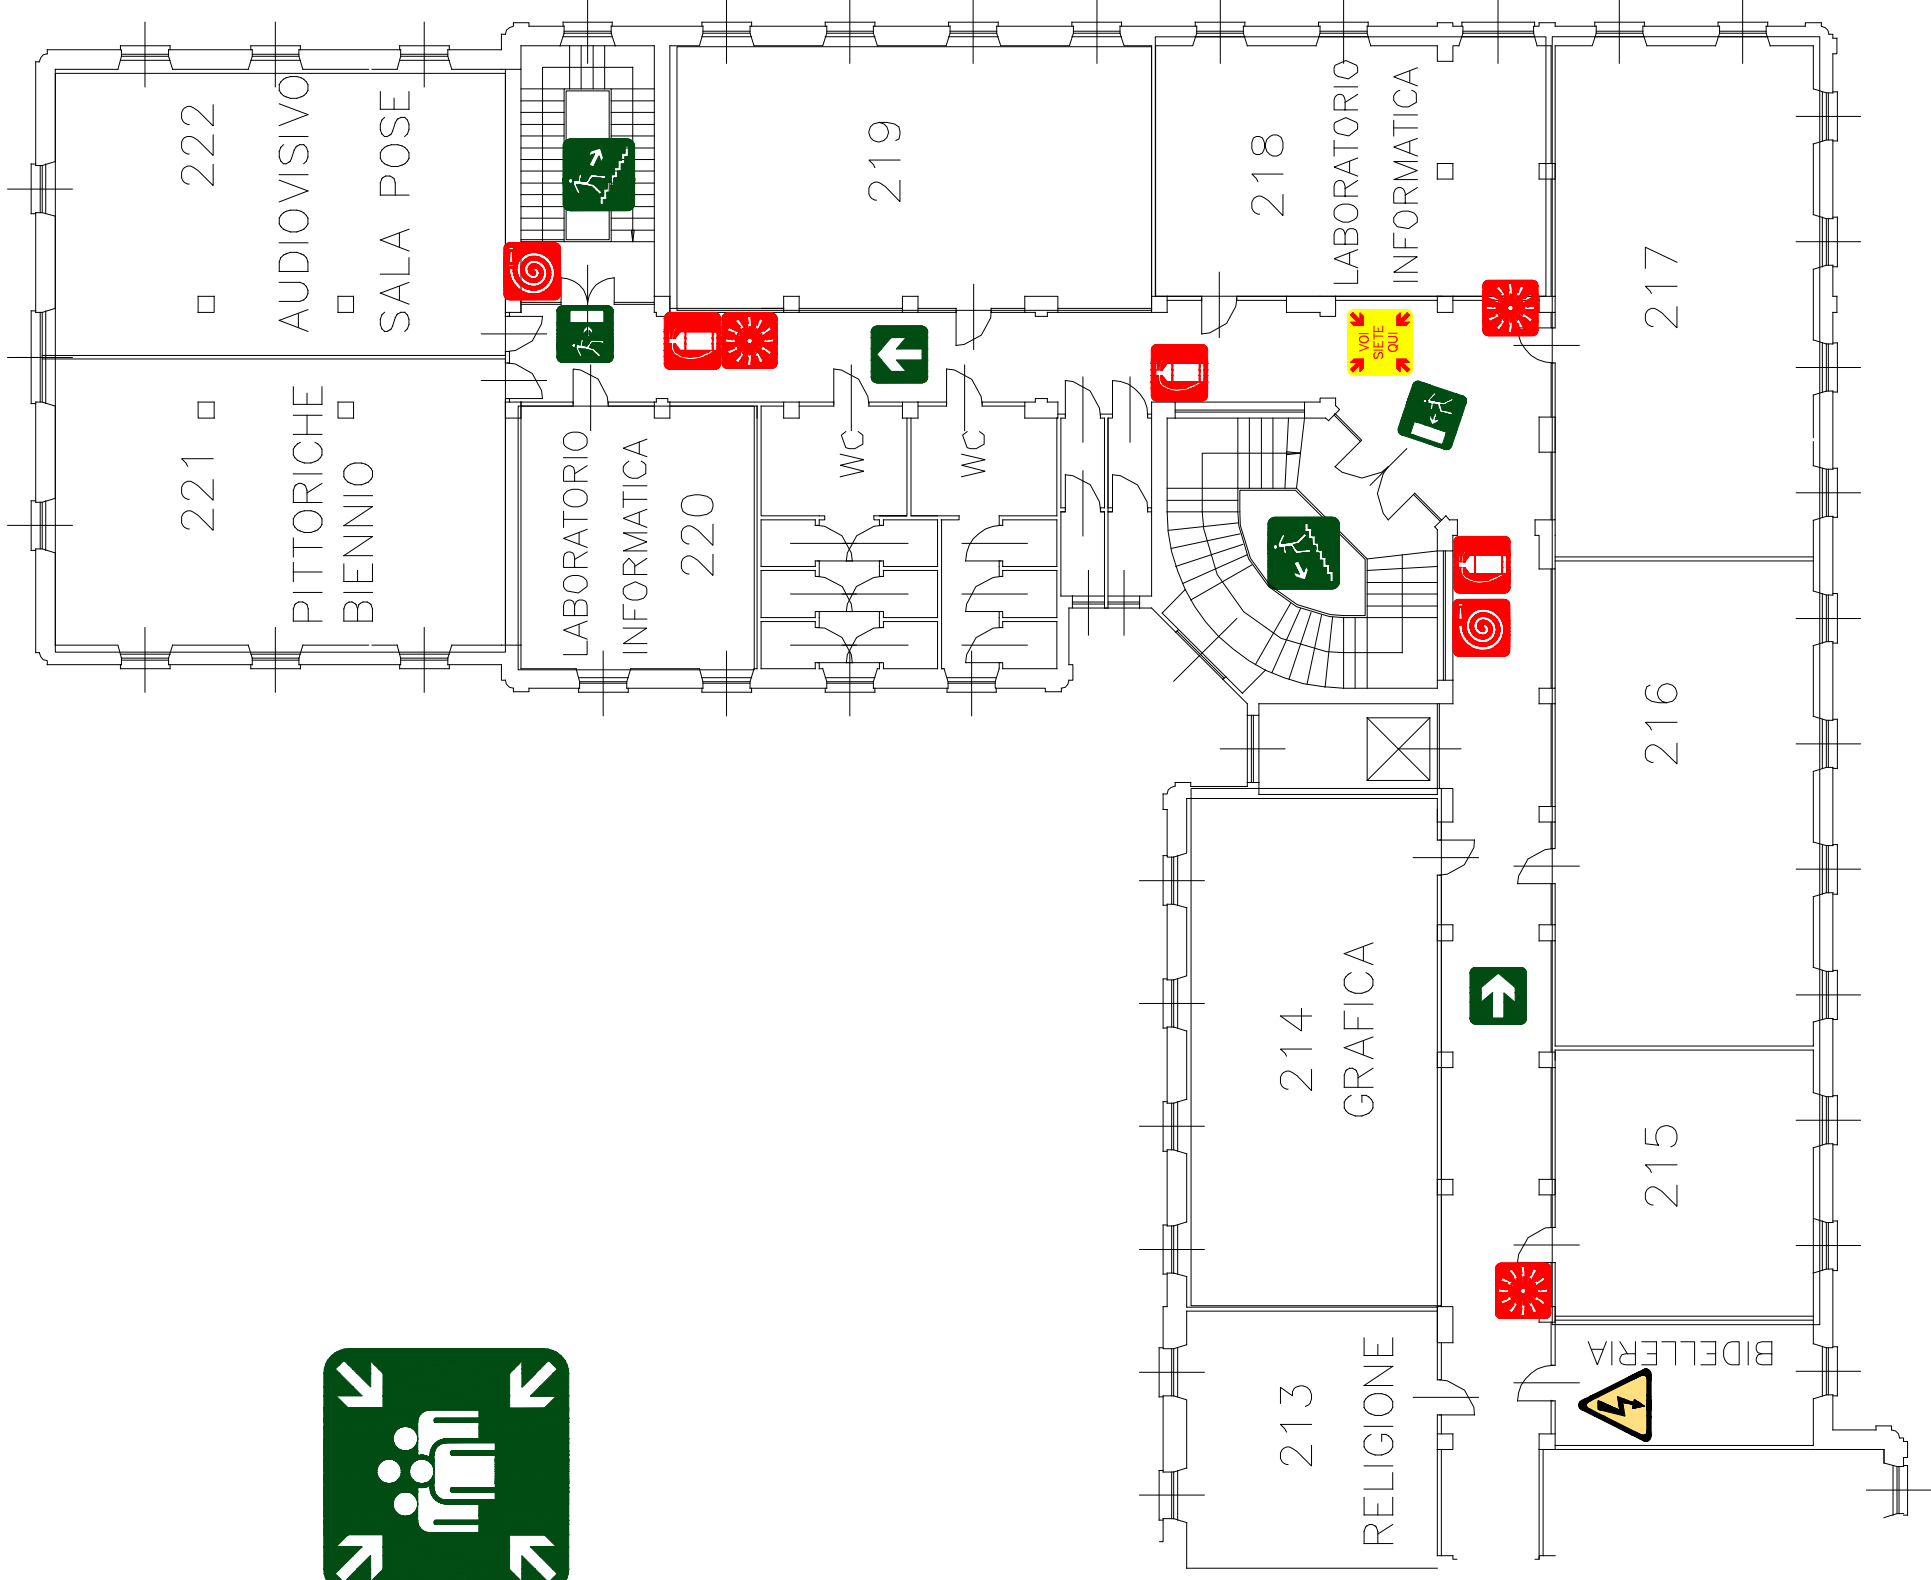 222
AUDIOVISIVO
SALA POSE
221
PITTORICHE
BIENNIO
LABORATORIO
INFORMATICA
220
219
WC
WC
218
LABORATORIO
INFORMATICA
VOI
SIETE
QUI
217
216
215
214
GRAFICA
213
RELIGIONE
BIDELLERIA